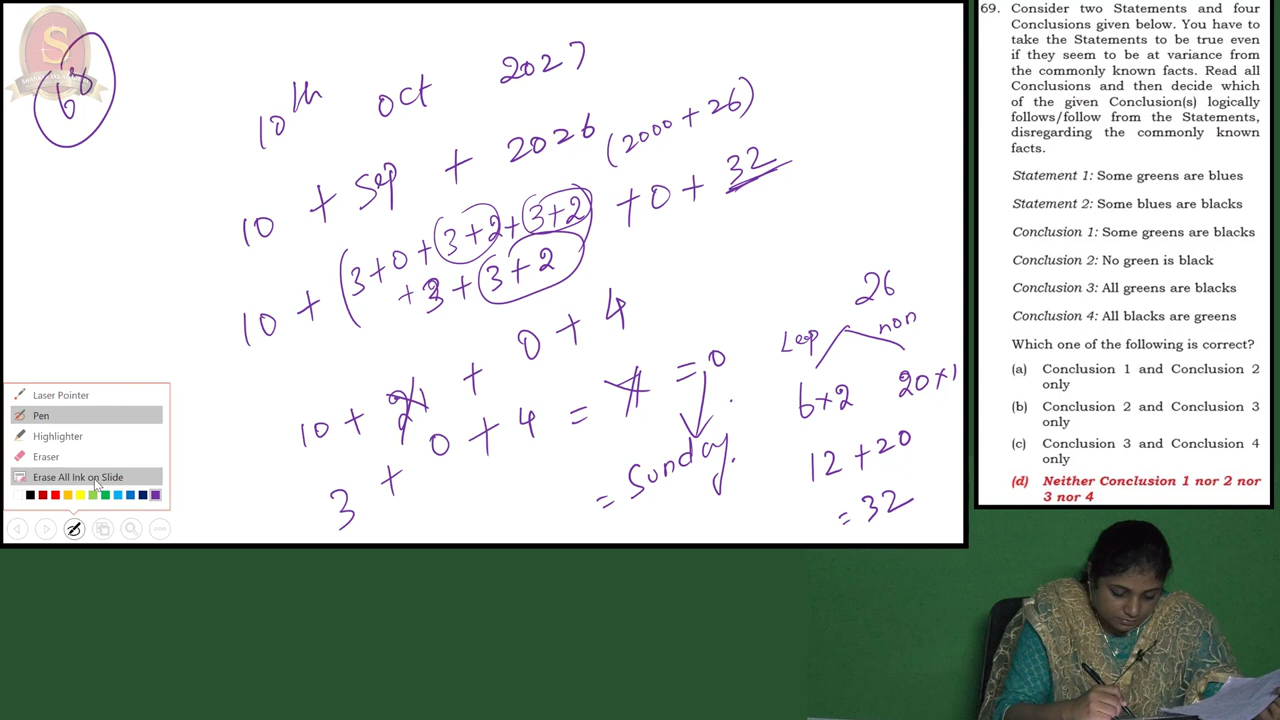 S
68
10th oct 2027
10 + Sep + 2026 (2000 + 26)
10 + (3+0+3+2+3+2 + 0 + 32
+3+3+2
10 + 21 + 0 + 4
3 + 0 + 4 = 7 = 0
= Sunday.
26
Leap non
6×2 20×1
12 + 20
= 32
Laser Pointer
Pen
Highlighter
Eraser
Erase All Ink on Slide
69. Consider two Statements and four
Conclusions given below. You have to
take the Statements to be true even
if they seem to be at variance from
the commonly known facts. Read all
Conclusions and then decide which
of the given Conclusion(s) logically
follows/follow from the Statements,
disregarding the commonly known
facts.
Statement 1: Some greens are blues
Statement 2: Some blues are blacks
Conclusion 1: Some greens are blacks
Conclusion 2: No green is black
Conclusion 3: All greens are blacks
Conclusion 4: All blacks are greens
Which one of the following is correct?
(a) Conclusion 1 and Conclusion 2
only
(b) Conclusion 2 and Conclusion 3
only
(c) Conclusion 3 and Conclusion 4
only
(d) Neither Conclusion 1 nor 2 nor
3 nor 4